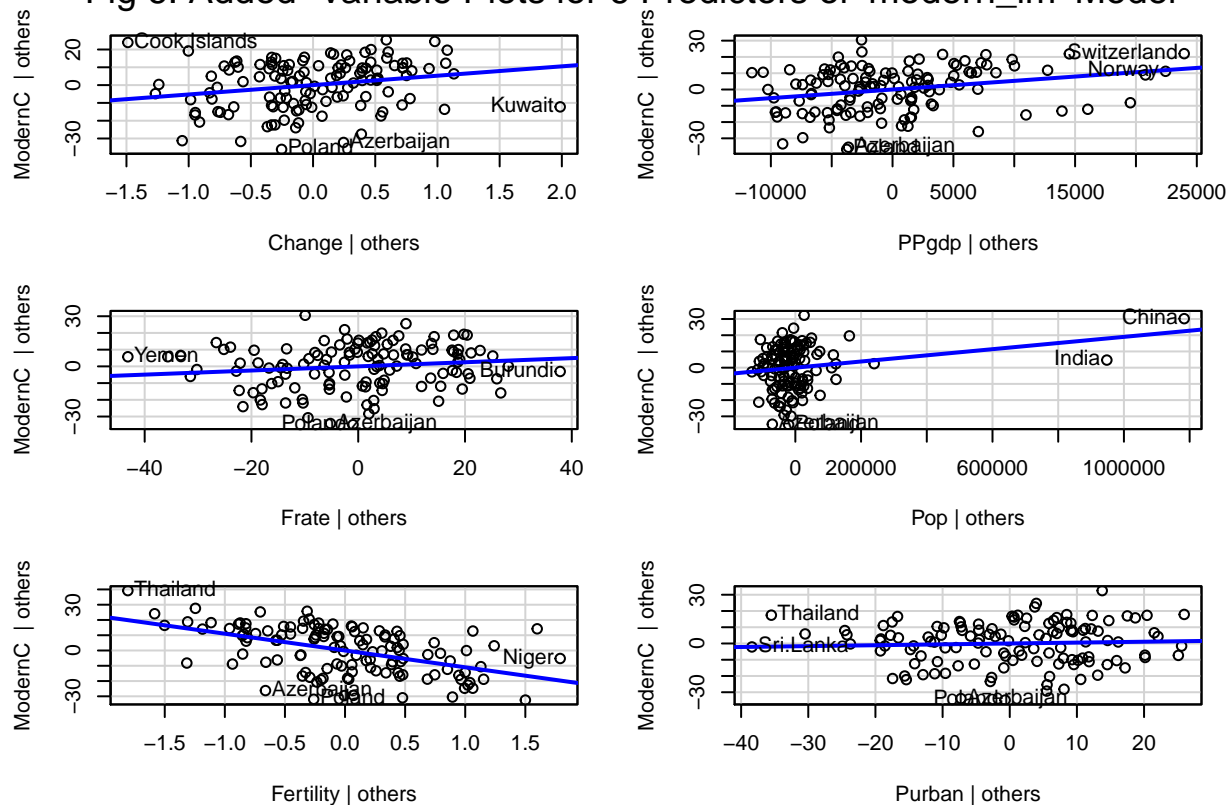 Fig 5: Added-Variable Plots for 6 Predictors of 'modern_lm' Model
ModernC | others
20
0
−30
Cook Islands
Kuwait
Poland
Azerbaijan
−1.5 −1.0 −0.5 0.0 0.5 1.0 1.5 2.0
Change | others
ModernC | others
30
0
−30
Switzerland
Norway
Azerbaijan
Poland
−10000 0 5000 15000 25000
PPgdp | others
ModernC | others
30
0
−30
Yemen
Burundi
Poland
Azerbaijan
−40 −20 0 20 40
Frate | others
ModernC | others
30
0
−30
China
India
Azerbaijan
Poland
0 200000 600000 1000000
Pop | others
ModernC | others
30
0
−30
Thailand
Niger
Azerbaijan
Poland
−1.5 −1.0 −0.5 0.0 0.5 1.0 1.5
Fertility | others
ModernC | others
30
0
−30
Thailand
Sri Lanka
Poland
Azerbaijan
−40 −30 −20 −10 0 10 20
Purban | others